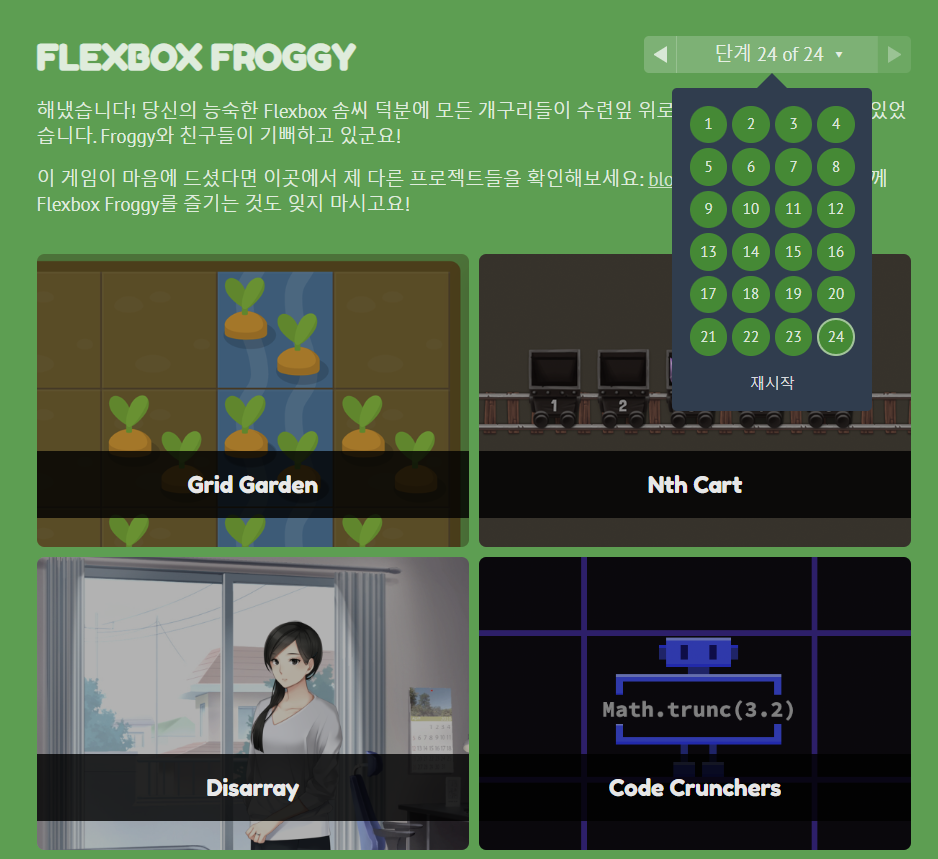 FLEXBOX FROGGY
단계 24 of 24
해냈습니다! 당신의 능숙한 Flexbox 솜씨 덕분에 모든 개구리들이 수련잎 위로
습니다. Froggy와 친구들이 기뻐하고 있군요!
이 게임이 마음에 드셨다면 이곳에서 제 다른 프로젝트들을 확인해보세요:
Flexbox Froggy를 즐기는 것도 잊지 마시고요!
1 2 3 4
5 6 7 8
9 10 11 12
13 14 15 16
17 18 19 20
21 22 23 24
재시작
1 2
Grid Garden
Nth Cart
Math.trunc(3.2)
Disarray
Code Crunchers